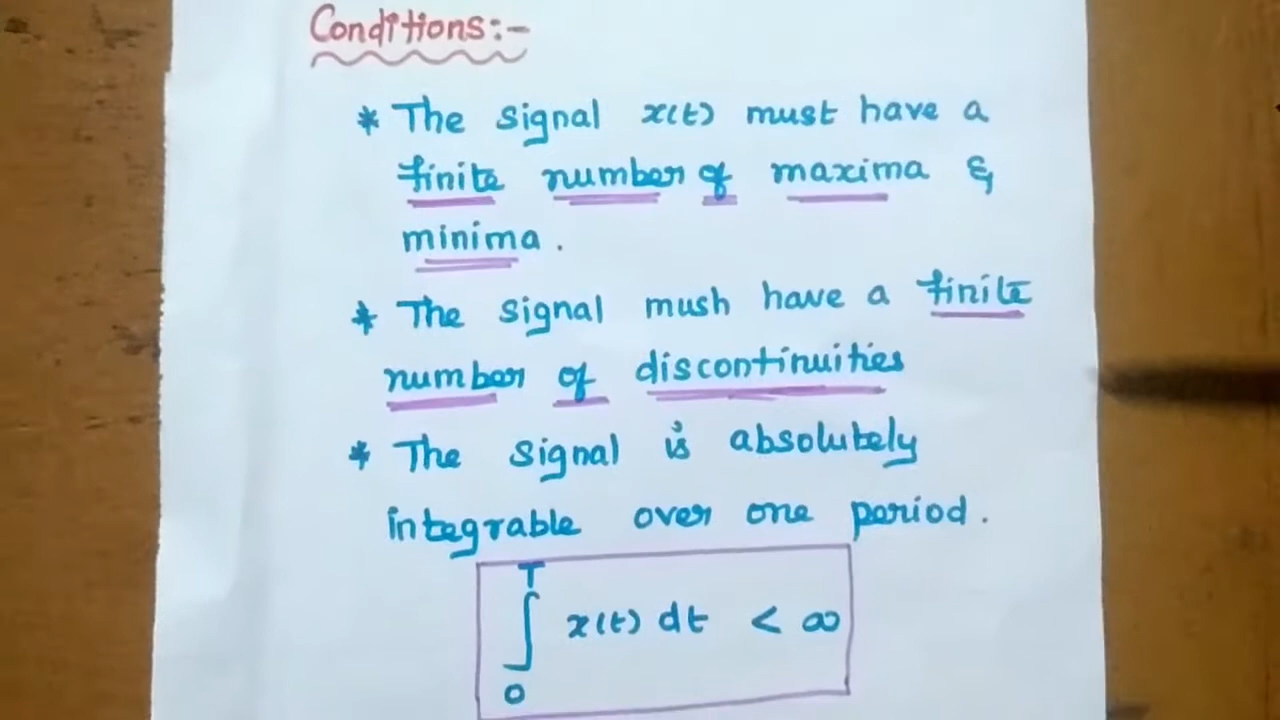 Conditions:-
* The signal x(t) must have a
finite number of maxima &
minima.
* The signal mush have a finite
number of discontinuities
* The signal is absolutely
integrable over one period.
T
∫ x(t) dt < ∞
0